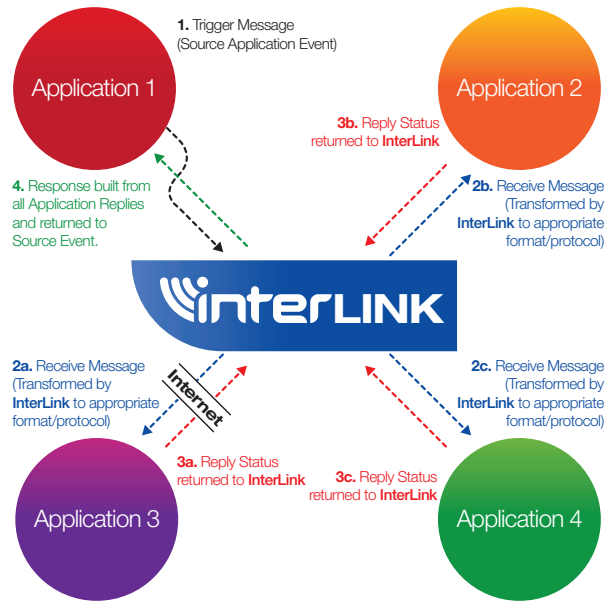 1. Trigger Message
(Source Application Event)
Application 1
Application 2
3b. Reply Status
returned to InterLink
4. Response built from
all Application Replies
and returned to
Source Event.
2b. Receive Message
(Transformed by
InterLink to appropriate
format/protocol)
interLINK
2a. Receive Message
(Transformed by
InterLink to appropriate
format/protocol)
Internet
2c. Receive Message
(Transformed by
InterLink to appropriate
format/protocol)
3a. Reply Status
returned to InterLink
3c. Reply Status
returned to InterLink
Application 3
Application 4